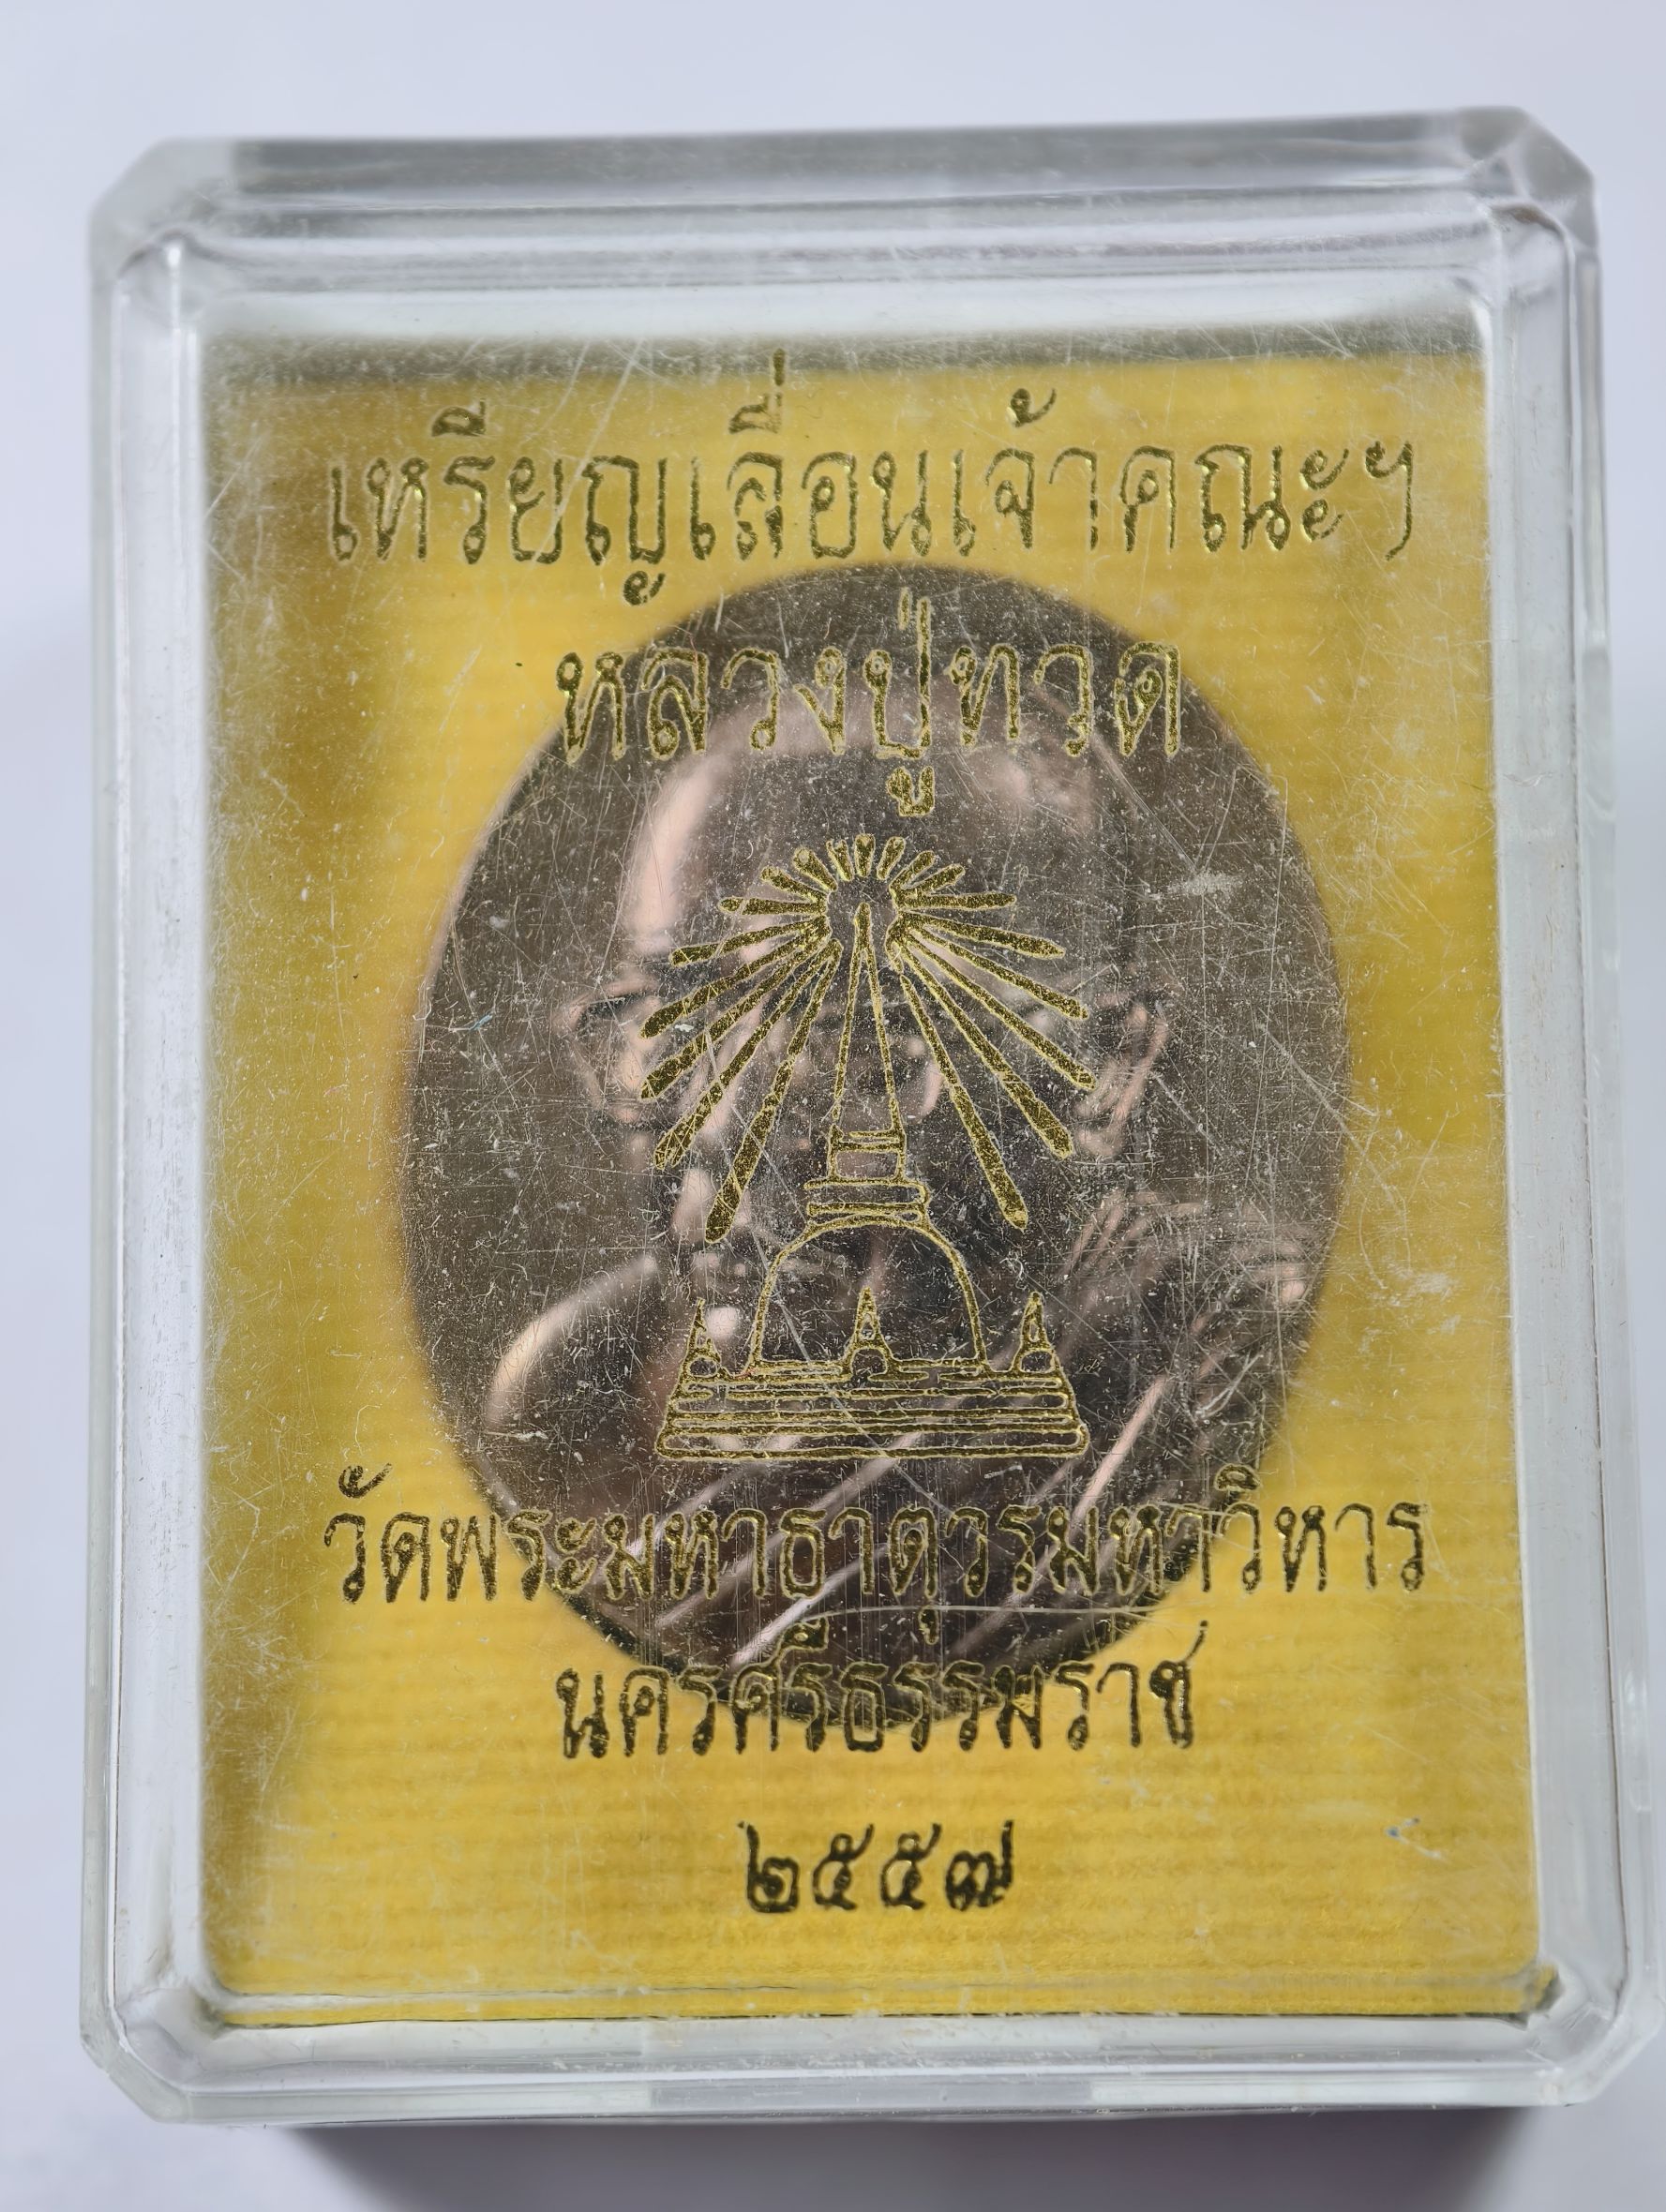 เหรียญเลื่อนเจ้าคณะฯ
หลวงปู่ทวด
วัดพระมหาธาตุวรมหาวิหาร
นครศรีธรรมราช
๒๕๕๗